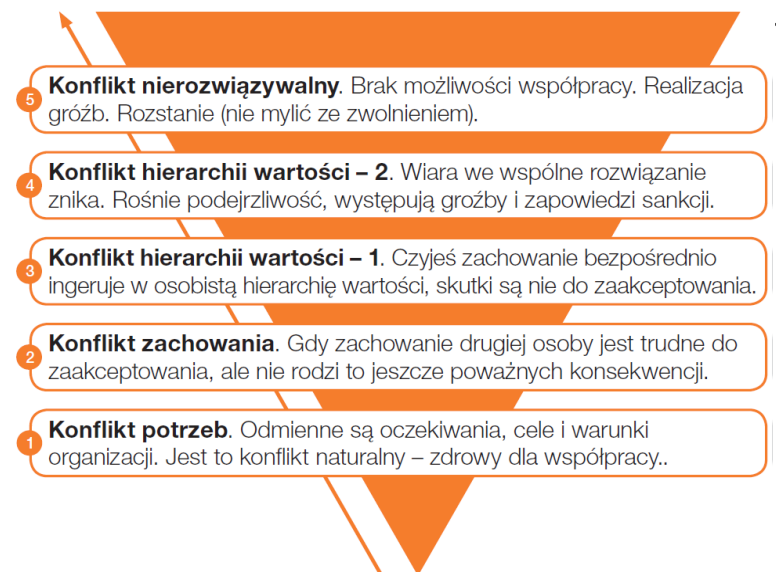 5
Konflikt nierozwiązywalny. Brak możliwości współpracy. Realizacja
gróźb. Rozstanie (nie mylić ze zwolnieniem).
4
Konflikt hierarchii wartości – 2. Wiara we wspólne rozwiązanie
znika. Rośnie podejrzliwość, występują groźby i zapowiedzi sankcji.
3
Konflikt hierarchii wartości – 1. Czyjeś zachowanie bezpośrednio
ingeruje w osobistą hierarchię wartości, skutki są nie do zaakceptowania.
2
Konflikt zachowania. Gdy zachowanie drugiej osoby jest trudne do
zaakceptowania, ale nie rodzi to jeszcze poważnych konsekwencji.
1
Konflikt potrzeb. Odmienne są oczekiwania, cele i warunki
organizacji. Jest to konflikt naturalny – zdrowy dla współpracy..